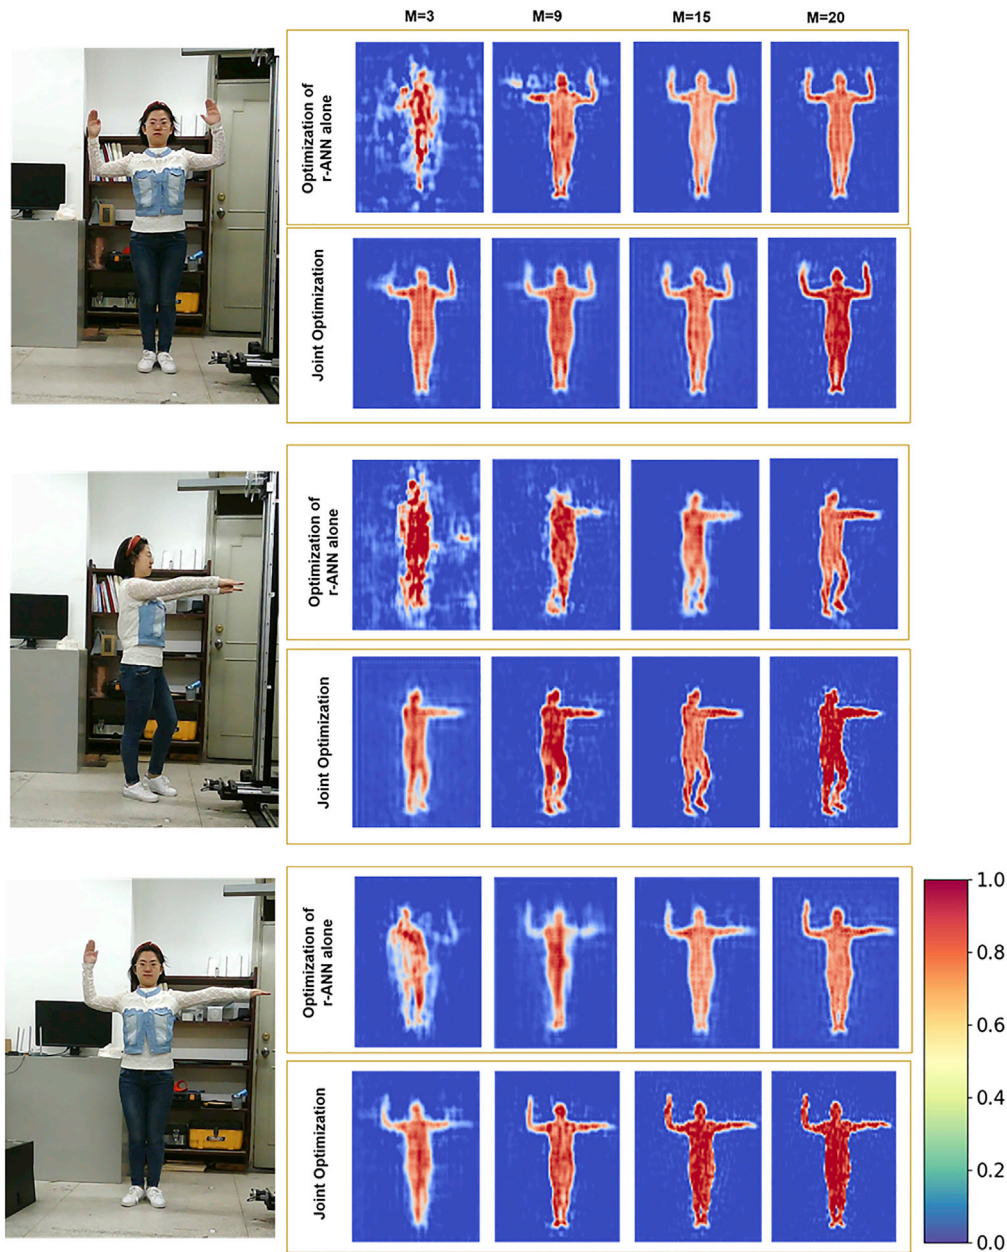 M=3 M=9 M=15 M=20
Optimization of
r-ANN alone
Joint Optimization
Optimization of
r-ANN alone
Joint Optimization
Optimization of
r-ANN alone
Joint Optimization
1.0
0.8
0.6
0.4
0.2
0.0